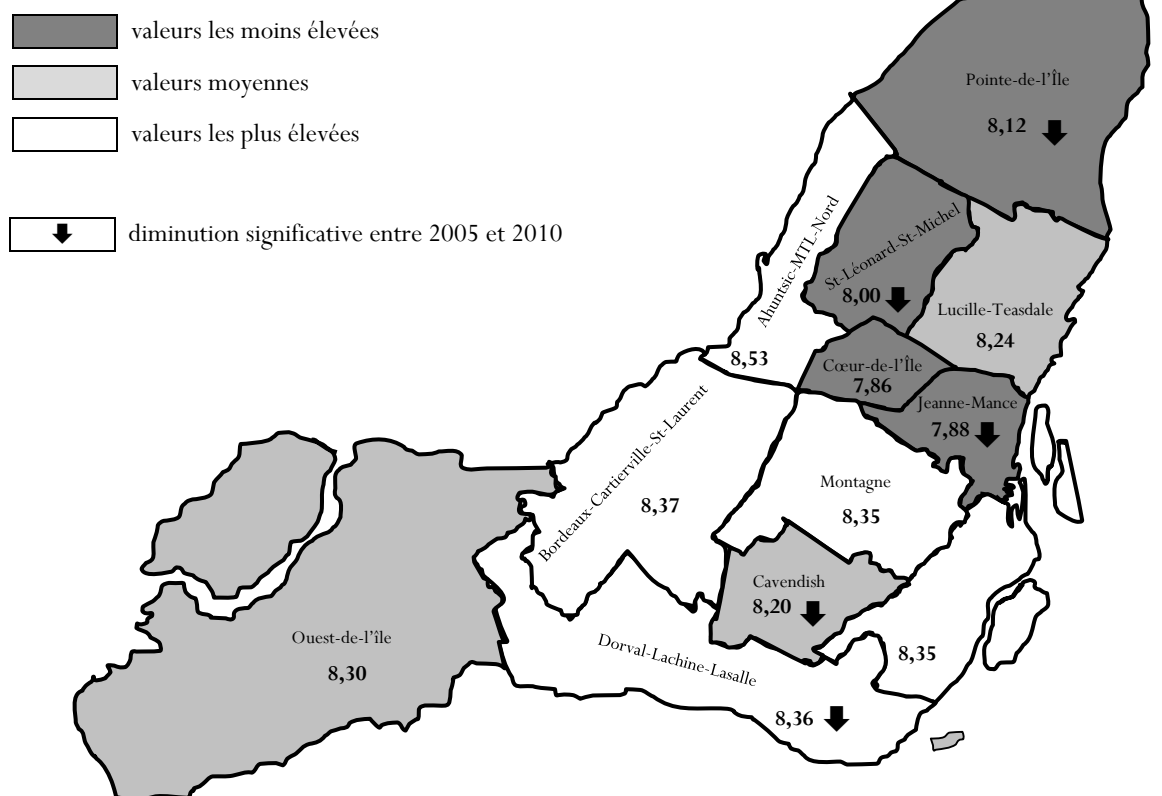 valeurs les moins élevées
valeurs moyennes
valeurs les plus élevées
diminution significative entre 2005 et 2010
Pointe-de-l'Île
8,12
Ahuntsic-MTL-Nord
8,53
St-Léonard-St-Michel
8,00
Lucille-Teasdale
8,24
Cœur-de-l'Île
7,86
Jeanne-Mance
7,88
Bordeaux-Cartierville-St-Laurent
8,37
Montagne
8,35
Cavendish
8,20
Ouest-de-l'île
8,30
Dorval-Lachine-Lasalle
8,36
8,35